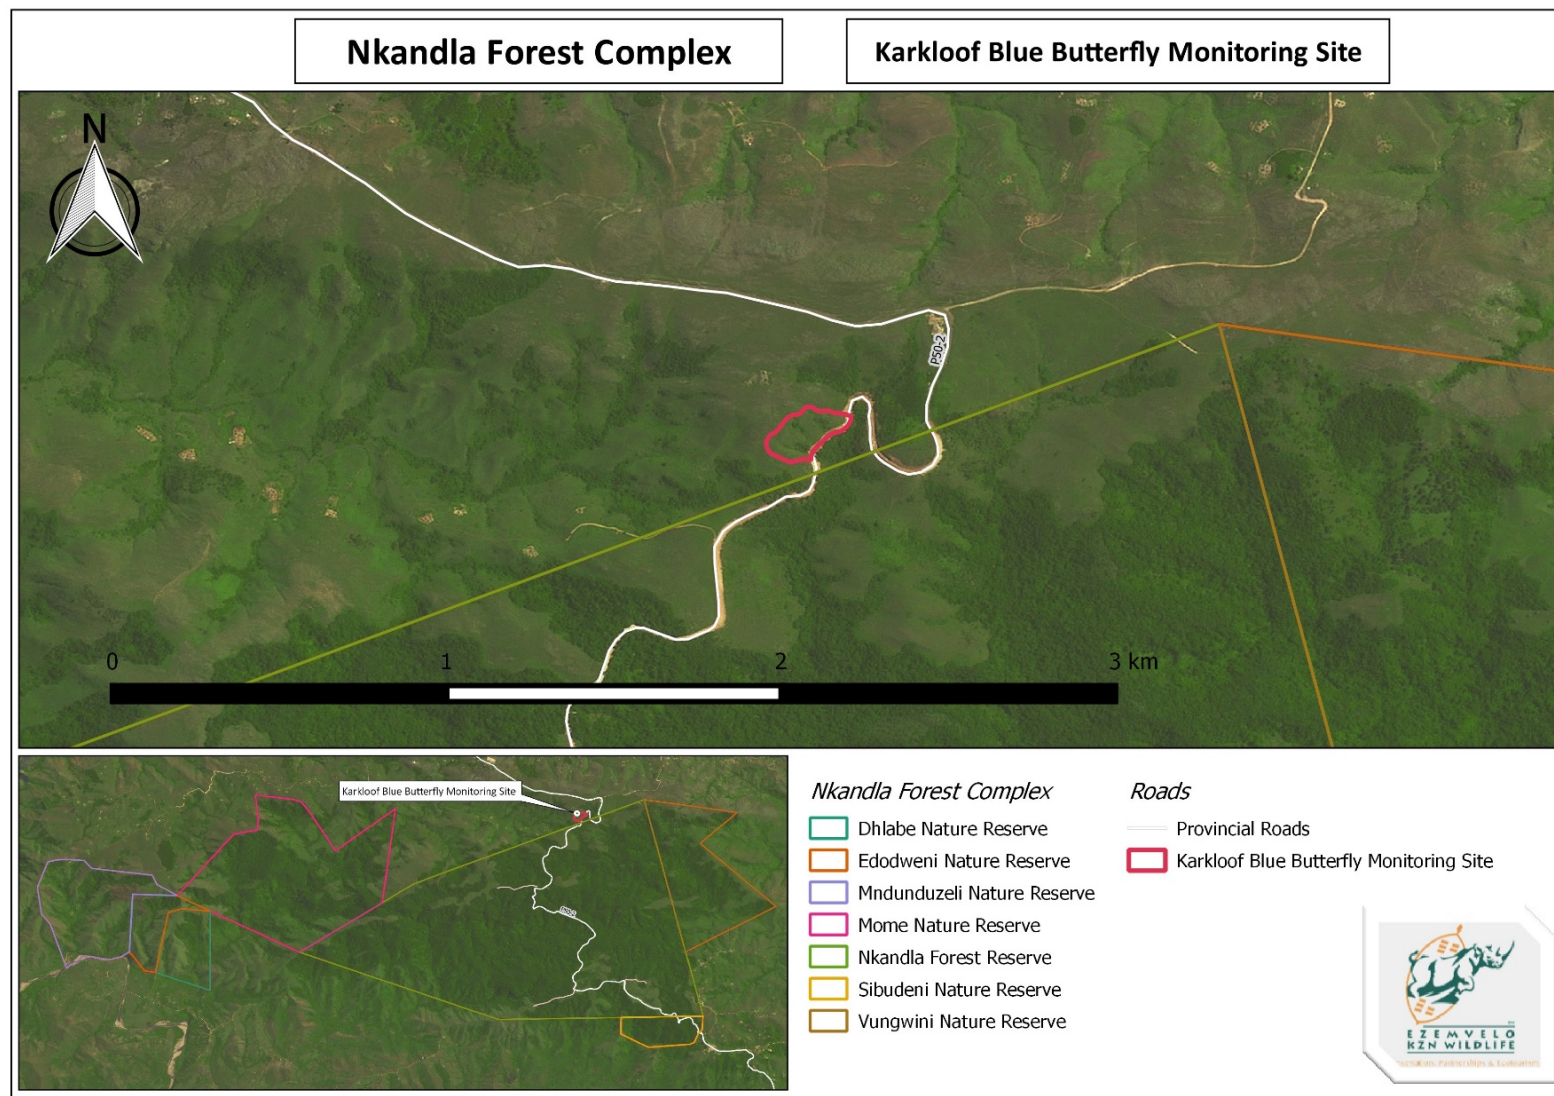 Nkandla Forest Complex
Karkloof Blue Butterfly Monitoring Site
N
P50-2
0 1 2 3 km
Karkloof Blue Butterfly Monitoring Site
Nkandla Forest Complex
Dhlabe Nature Reserve
Edodweni Nature Reserve
Mndunduzeli Nature Reserve
Mome Nature Reserve
Nkandla Forest Reserve
Sibudeni Nature Reserve
Vungwini Nature Reserve
Roads
Provincial Roads
Karkloof Blue Butterfly Monitoring Site
EZEMVELO
KZN WILDLIFE
Partnerships & Ecotourism